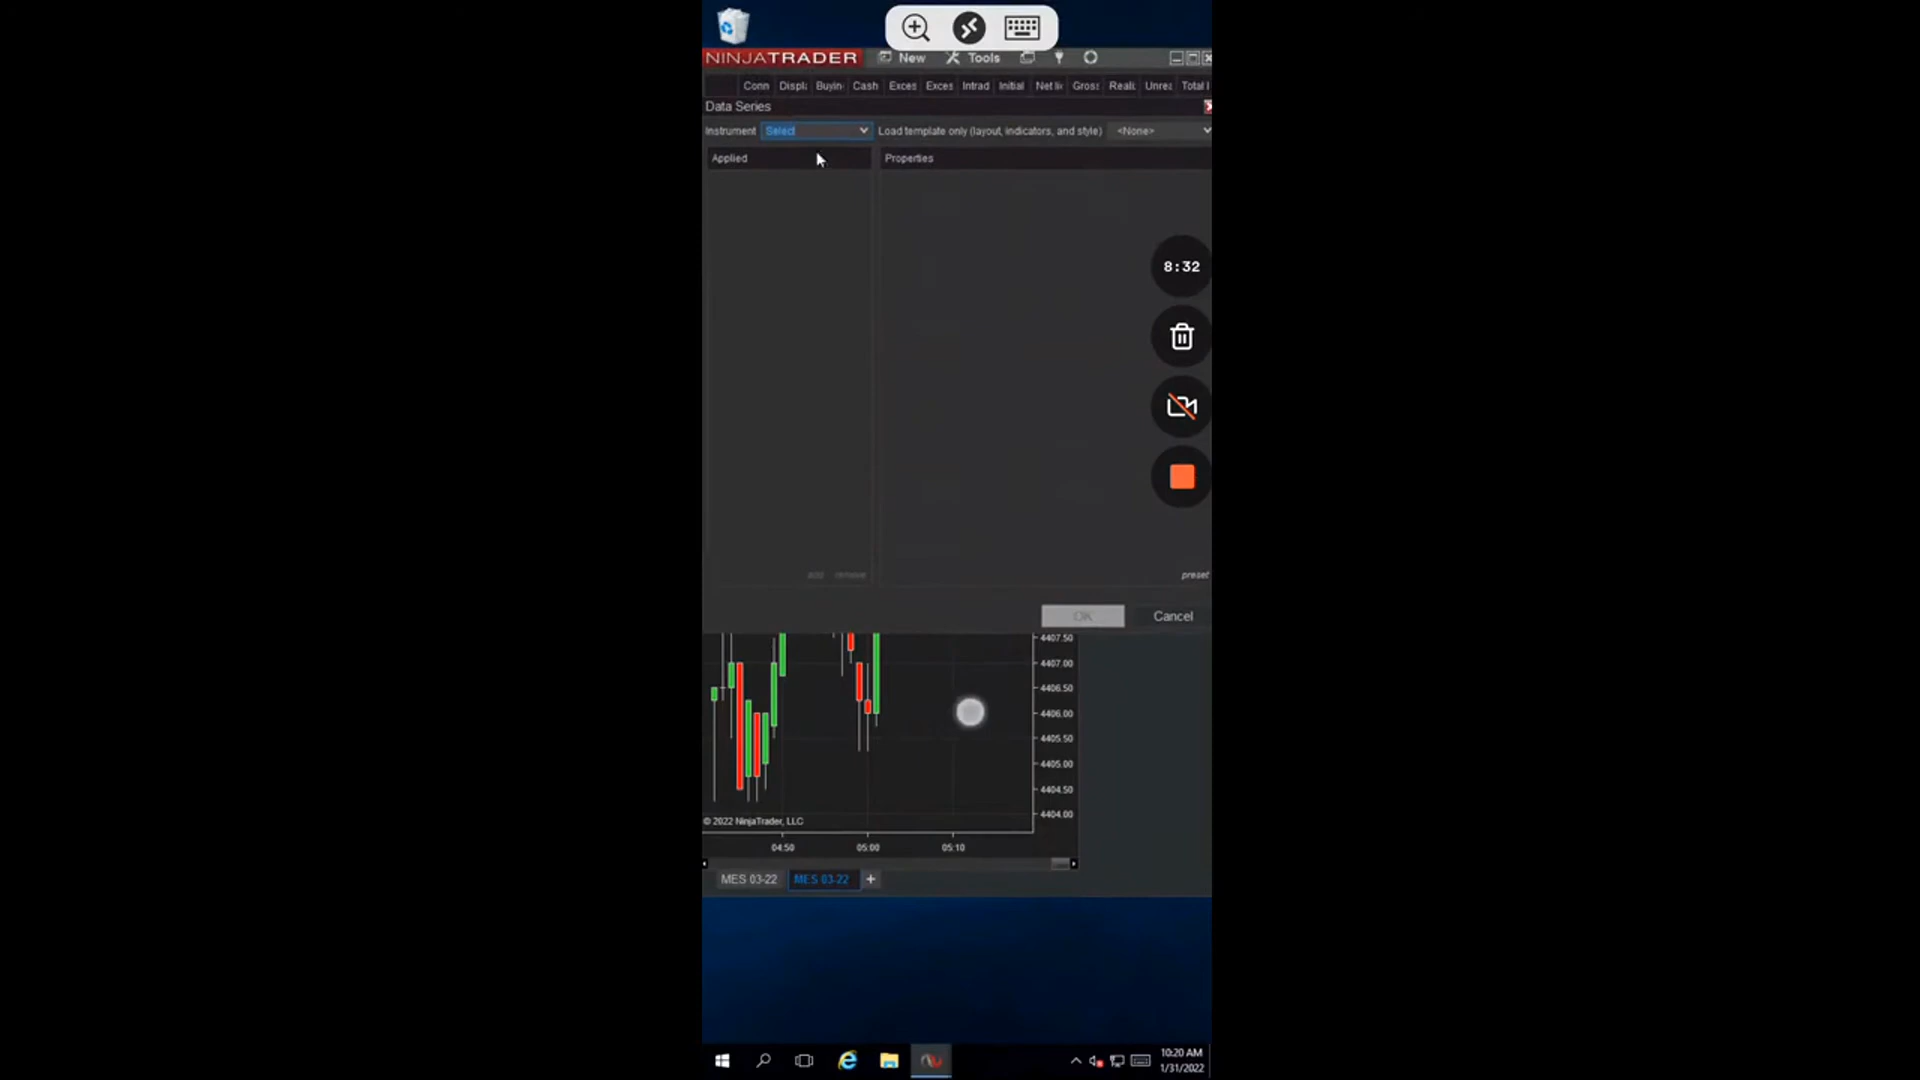 NINJATRADER New Tools
Conn Displ Buyin Cash Exces Exces Intrad Initial Net li Gros Reali Unrea Total
Data Series
Instrument Select Load template only (layout, indicators, and style) <None>
Applied Properties
8:32
add remove preset
OK Cancel
4407.50
4407.00
4406.50
4406.00
4405.50
4405.00
4404.50
4404.00
© 2022 NinjaTrader, LLC
04:50 05:00 05:10
MES 03-22 MES 03-22 +
10:20 AM
1/31/2022